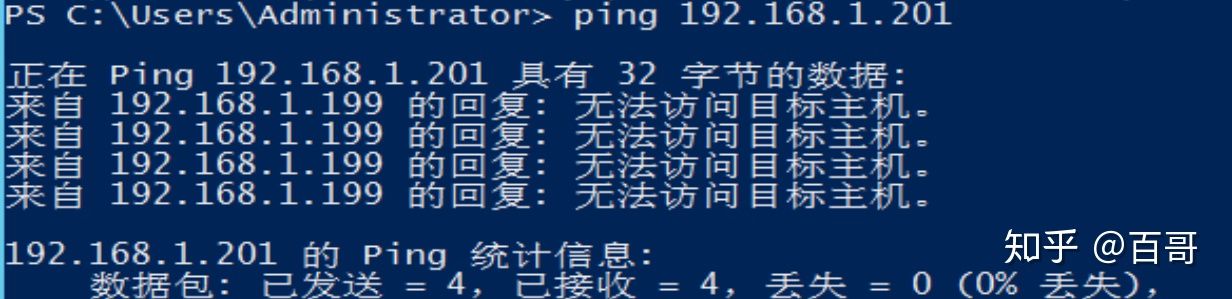 PS C:\Users\Administrator> ping 192.168.1.201
正在 Ping 192.168.1.201 具有 32 字节的数据:
来自 192.168.1.199 的回复: 无法访问目标主机。
来自 192.168.1.199 的回复: 无法访问目标主机。
来自 192.168.1.199 的回复: 无法访问目标主机。
来自 192.168.1.199 的回复: 无法访问目标主机。
192.168.1.201 的 Ping 统计信息:
数据包: 已发送 = 4, 已接收 = 4, 丢失 = 0 (0% 丢失),
知乎 @百哥